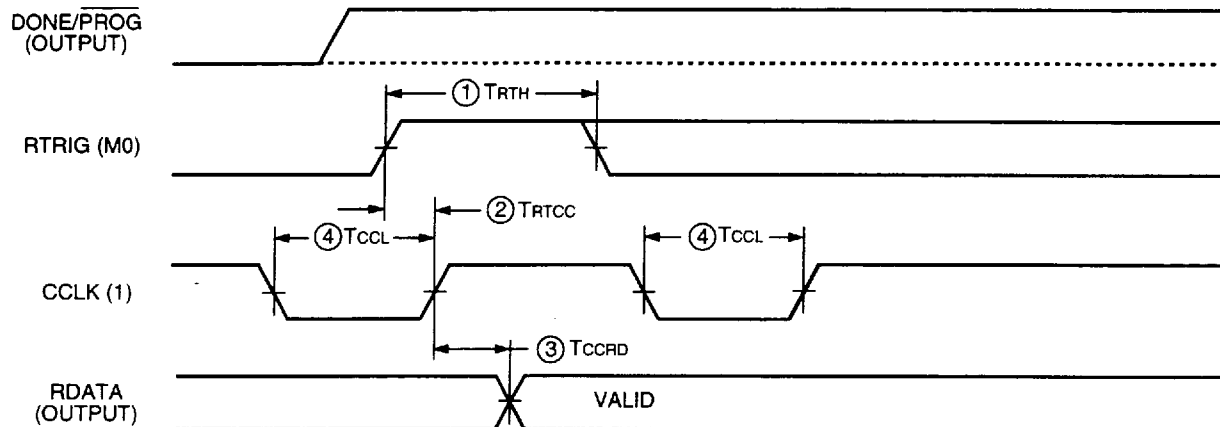 DONE/PROG
(OUTPUT)
① TRTH
RTRIG (M0)
② TRTCC
④ TCCL
④ TCCL
CCLK (1)
③ TCCRD
RDATA
(OUTPUT)
VALID